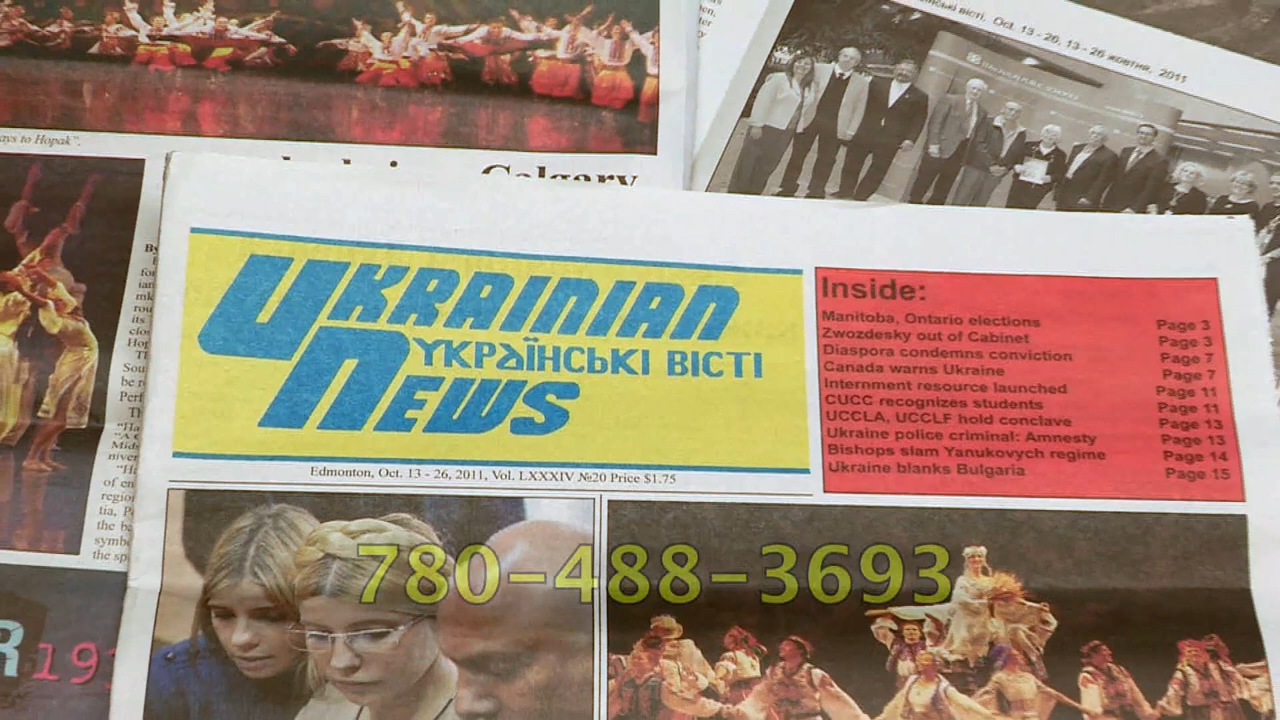 Oct. 13 - 26, 13 - 26 жовтня, 2011
ays to Hopak".
Calgary
UKRAINIAN
УКРАЇНСЬКІ ВІСТІ
NEWS
Edmonton, Oct. 13 - 26, 2011, Vol. LXXXIV №20 Price $1.75
Inside:
Manitoba, Ontario elections Page 3
Zwozdesky out of Cabinet Page 3
Diaspora condemns conviction Page 7
Canada warns Ukraine Page 7
Internment resource launched Page 11
CUCC recognizes students Page 11
UCCLA, UCCLF hold conclave Page 13
Ukraine police criminal: Amnesty Page 13
Bishops slam Yanukovych regime Page 14
Ukraine blanks Bulgaria Page 15
780-488-3693
R 19